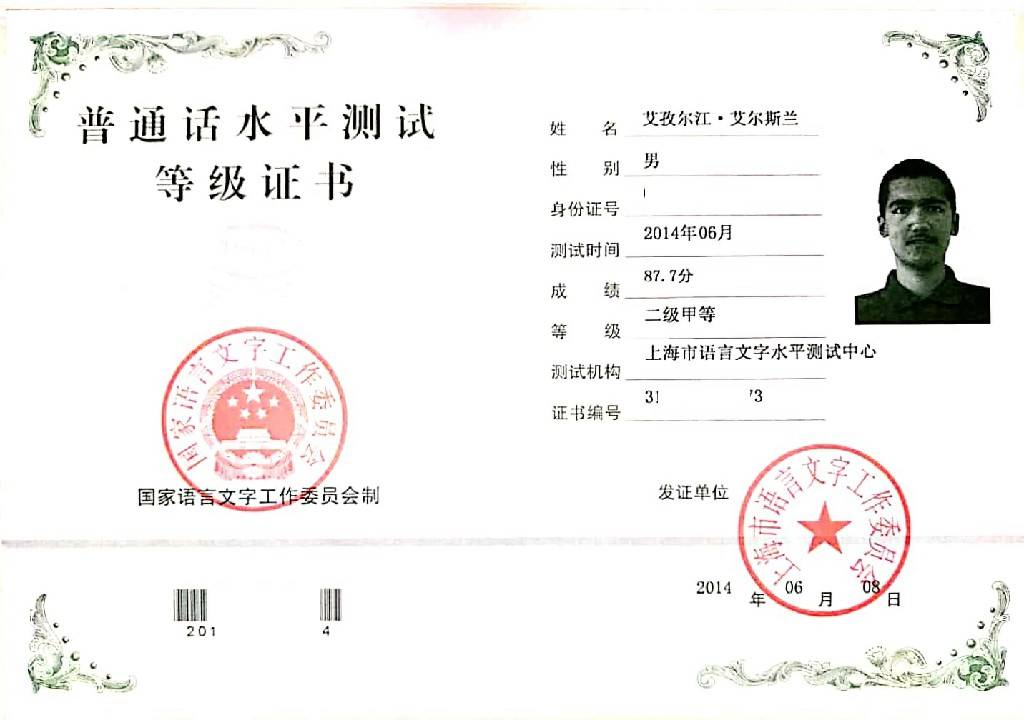 普通话水平测试
等级证书
国家语言文字工作委员会
国家语言文字工作委员会制
201 4
姓名 艾孜尔江·艾尔斯兰
性别 男
身份证号
测试时间 2014年06月
成绩 87.7分
等级 二级甲等
测试机构 上海市语言文字水平测试中心
证书编号 31 73
发证单位
上海市语言文字工作委员会
2014 年 06 月 08 日